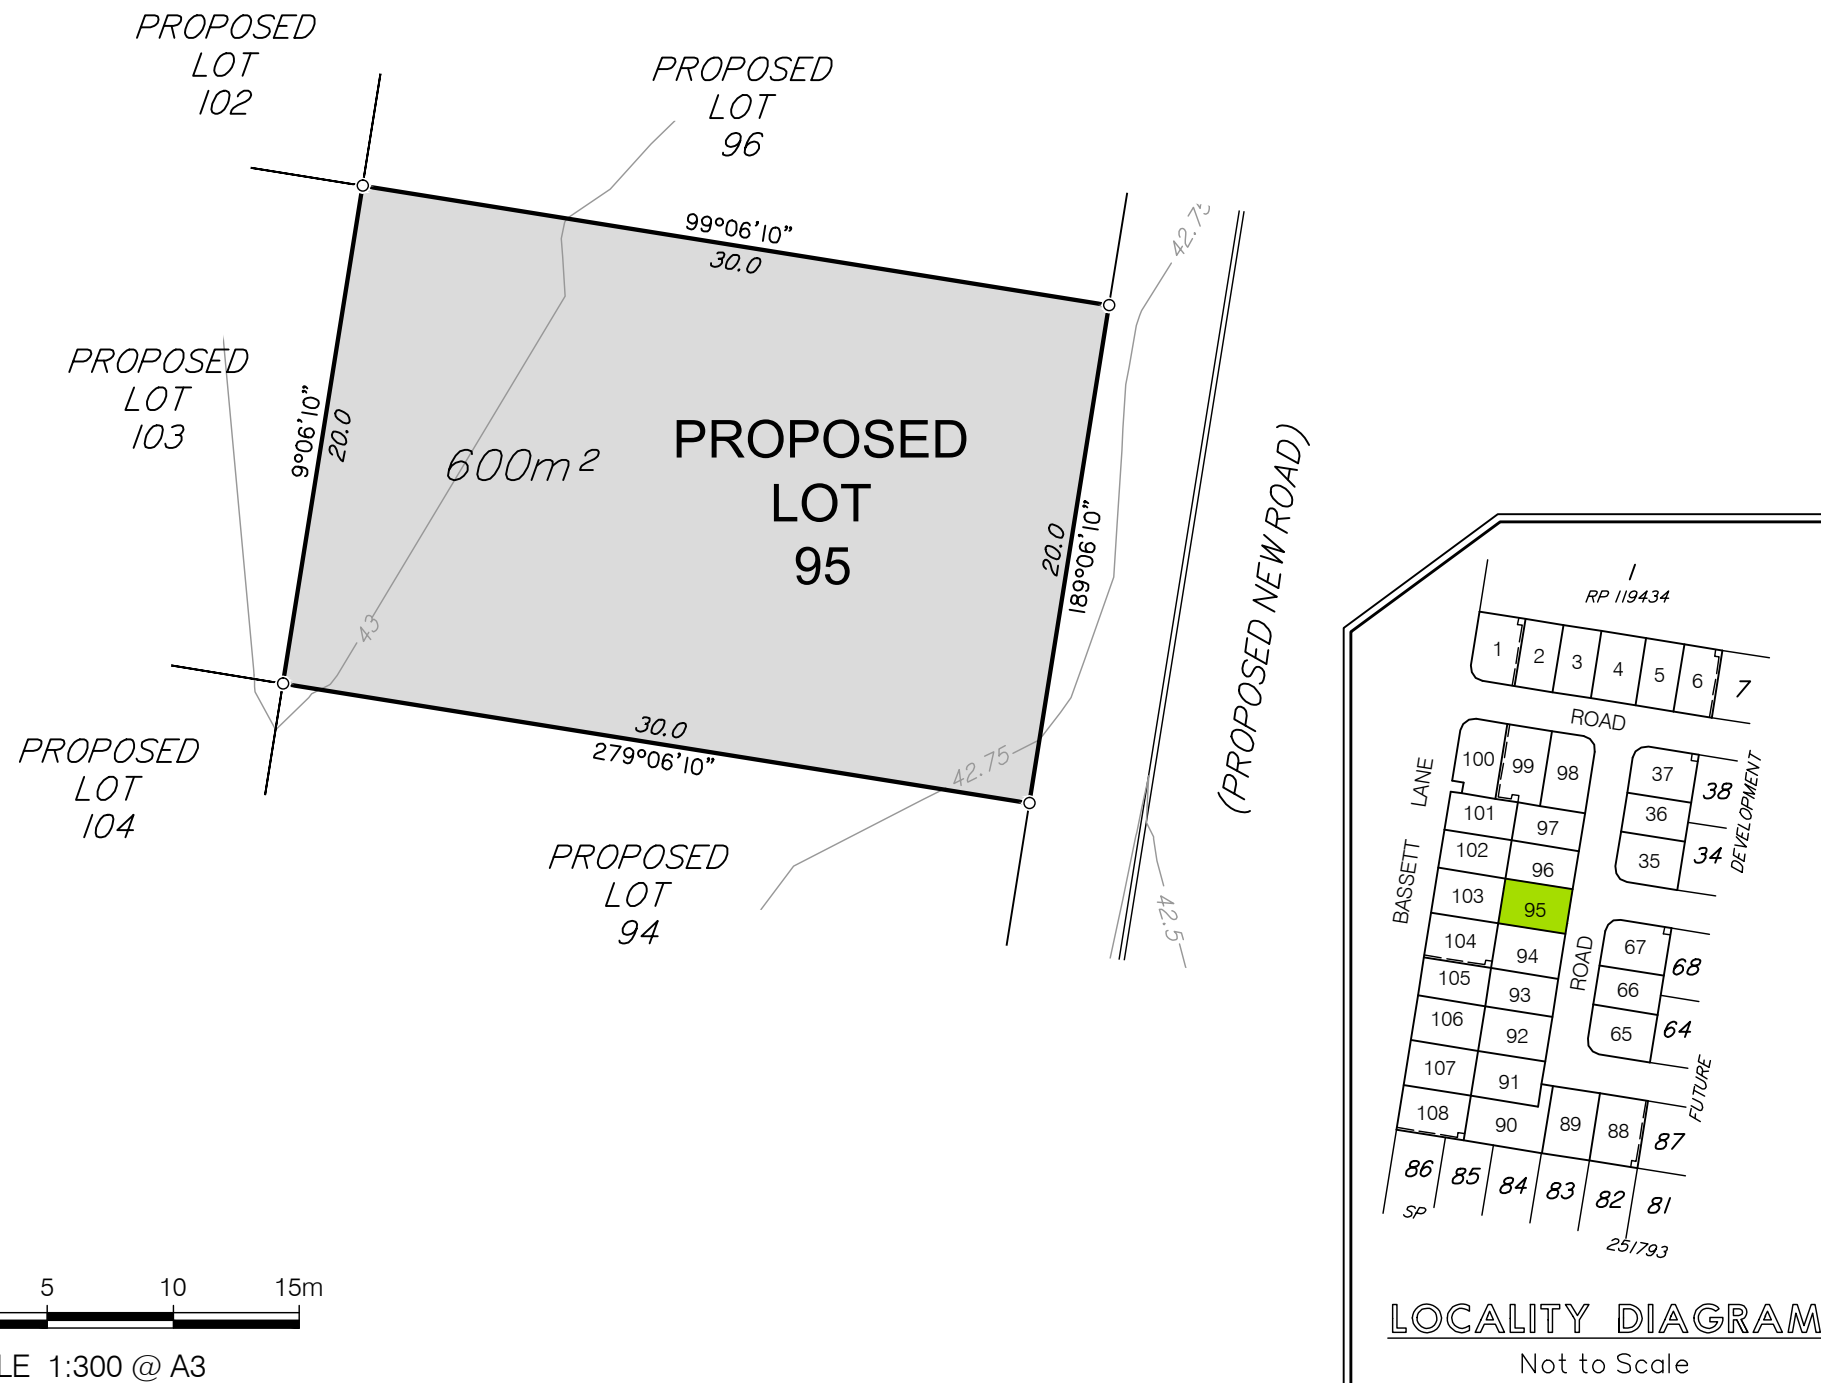 PROPOSED
LOT
102
PROPOSED
LOT
96
99°06'10"
30.0
42.75
PROPOSED
LOT
103
9°06'10"
20.0
600m²
PROPOSED
LOT
95
20.0
189°06'10"
(PROPOSED NEW ROAD)
43
30.0
279°06'10"
42.75
PROPOSED
LOT
104
PROPOSED
LOT
94
42.5
1
RP 119434
1 2 3 4 5 6 7
ROAD
BASSETT LANE
100 99 98
37 38
101 97
36
102 96
35 34
DEVELOPMENT
103 95
104 94
ROAD
67 68
105 93
66
106 92
65 64
107 91
FUTURE
108 90 89 88 87
86 85 84 83 82 81
SP 251793
5 10 15m
LE 1:300 @ A3
LOCALITY DIAGRAM
Not to Scale